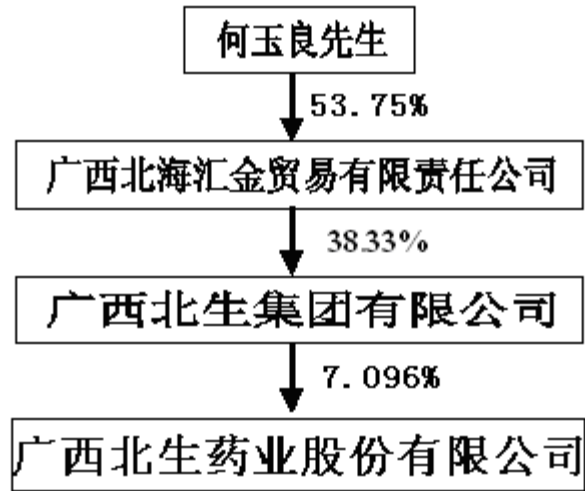 何玉良先生
53.75%
广西北海汇金贸易有限责任公司
38.33%
广西北生集团有限公司
7.096%
广西北生药业股份有限公司